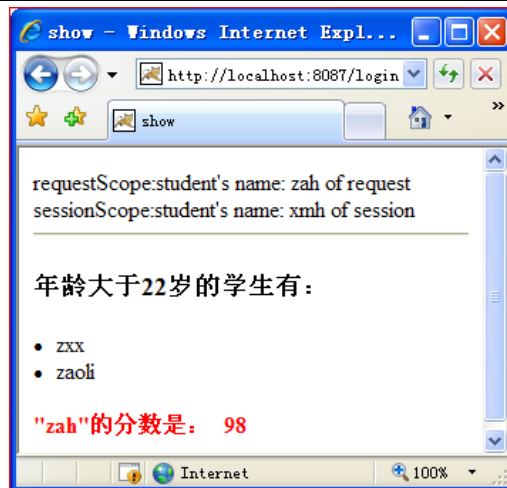 show - Windows Internet Expl...
http://localhost:8087/login
show
»
requestScope:student's name: zah of request
sessionScope:student's name: xmh of session
年龄大于22岁的学生有：
• zxx
• zaoli
"zah"的分数是： 98
Internet
100%